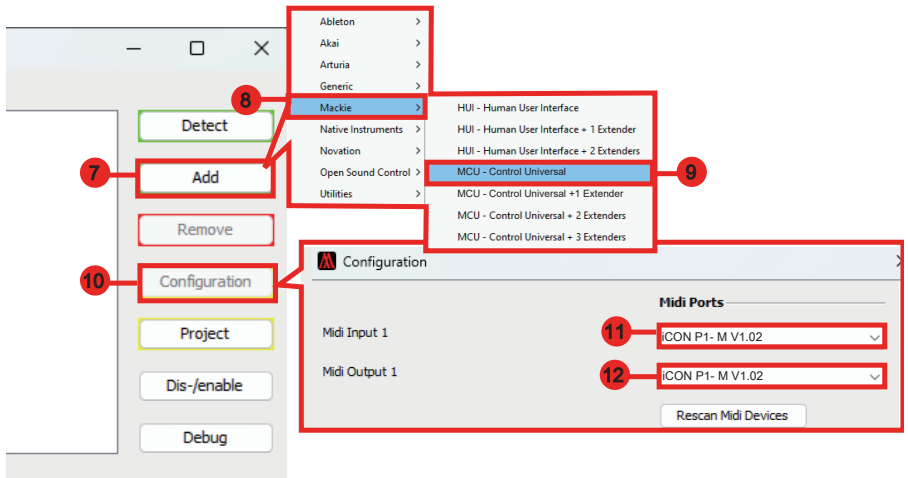 Ableton >
Akai >
Arturia >
Generic >
8
Mackie >
Native Instruments >
Novation >
Open Sound Control >
Utilities >
HUI - Human User Interface
HUI - Human User Interface + 1 Extender
HUI - Human User Interface + 2 Extenders
MCU - Control Universal
9
MCU - Control Universal +1 Extender
MCU - Control Universal + 2 Extenders
MCU - Control Universal + 3 Extenders
Detect
7
Add
Remove
10
Configuration
Project
Dis-/enable
Debug
Configuration
Midi Ports
Midi Input 1
11
iCON P1- M V1.02
Midi Output 1
12
iCON P1- M V1.02
Rescan Midi Devices